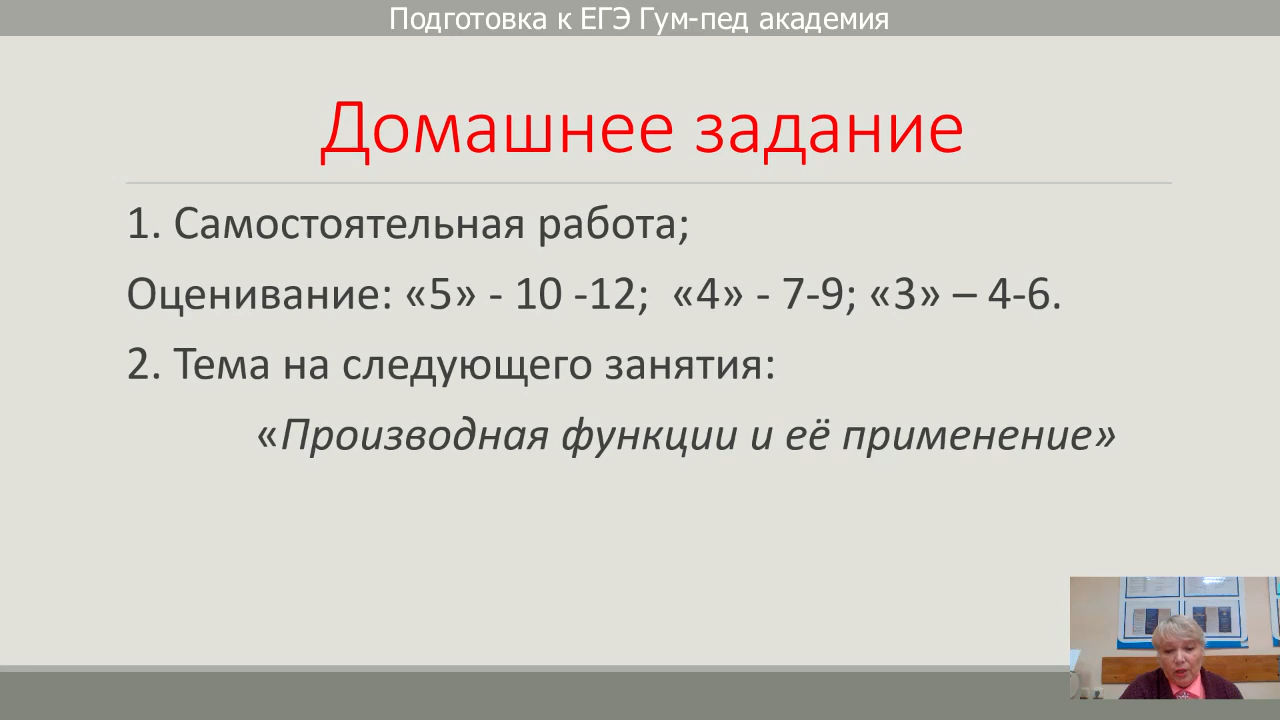 Подготовка к ЕГЭ Гум-пед академия
Домашнее задание
1. Самостоятельная работа;
Оценивание: «5» - 10 -12; «4» - 7-9; «3» – 4-6.
2. Тема на следующего занятия:
«Производная функции и её применение»